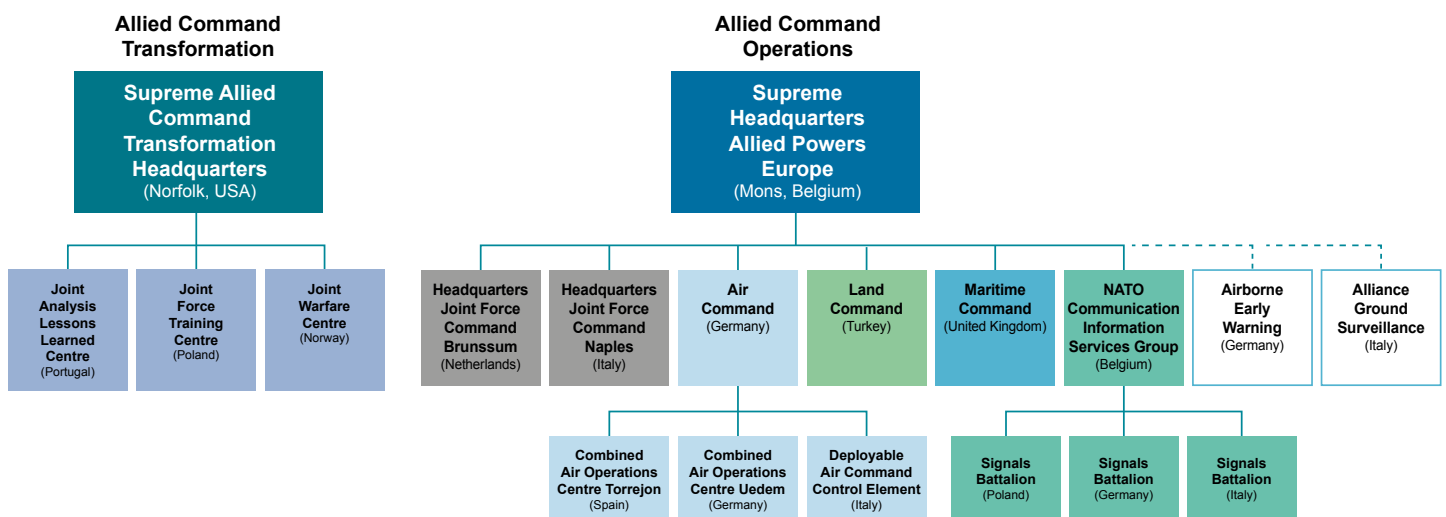 Allied Command
Transformation
Supreme Allied
Command
Transformation
Headquarters
(Norfolk, USA)
Joint
Analysis
Lessons
Learned
Centre
(Portugal)
Joint
Force
Training
Centre
(Poland)
Joint
Warfare
Centre
(Norway)
Allied Command
Operations
Supreme
Headquarters
Allied Powers
Europe
(Mons, Belgium)
Headquarters
Joint Force
Command
Brunssum
(Netherlands)
Headquarters
Joint Force
Command
Naples
(Italy)
Air
Command
(Germany)
Land
Command
(Turkey)
Maritime
Command
(United Kingdom)
NATO
Communication
Information
Services Group
(Belgium)
Airborne
Early
Warning
(Germany)
Alliance
Ground
Surveillance
(Italy)
Combined
Air Operations
Centre Torrejon
(Spain)
Combined
Air Operations
Centre Uedem
(Germany)
Deployable
Air Command
Control Element
(Italy)
Signals
Battalion
(Poland)
Signals
Battalion
(Germany)
Signals
Battalion
(Italy)